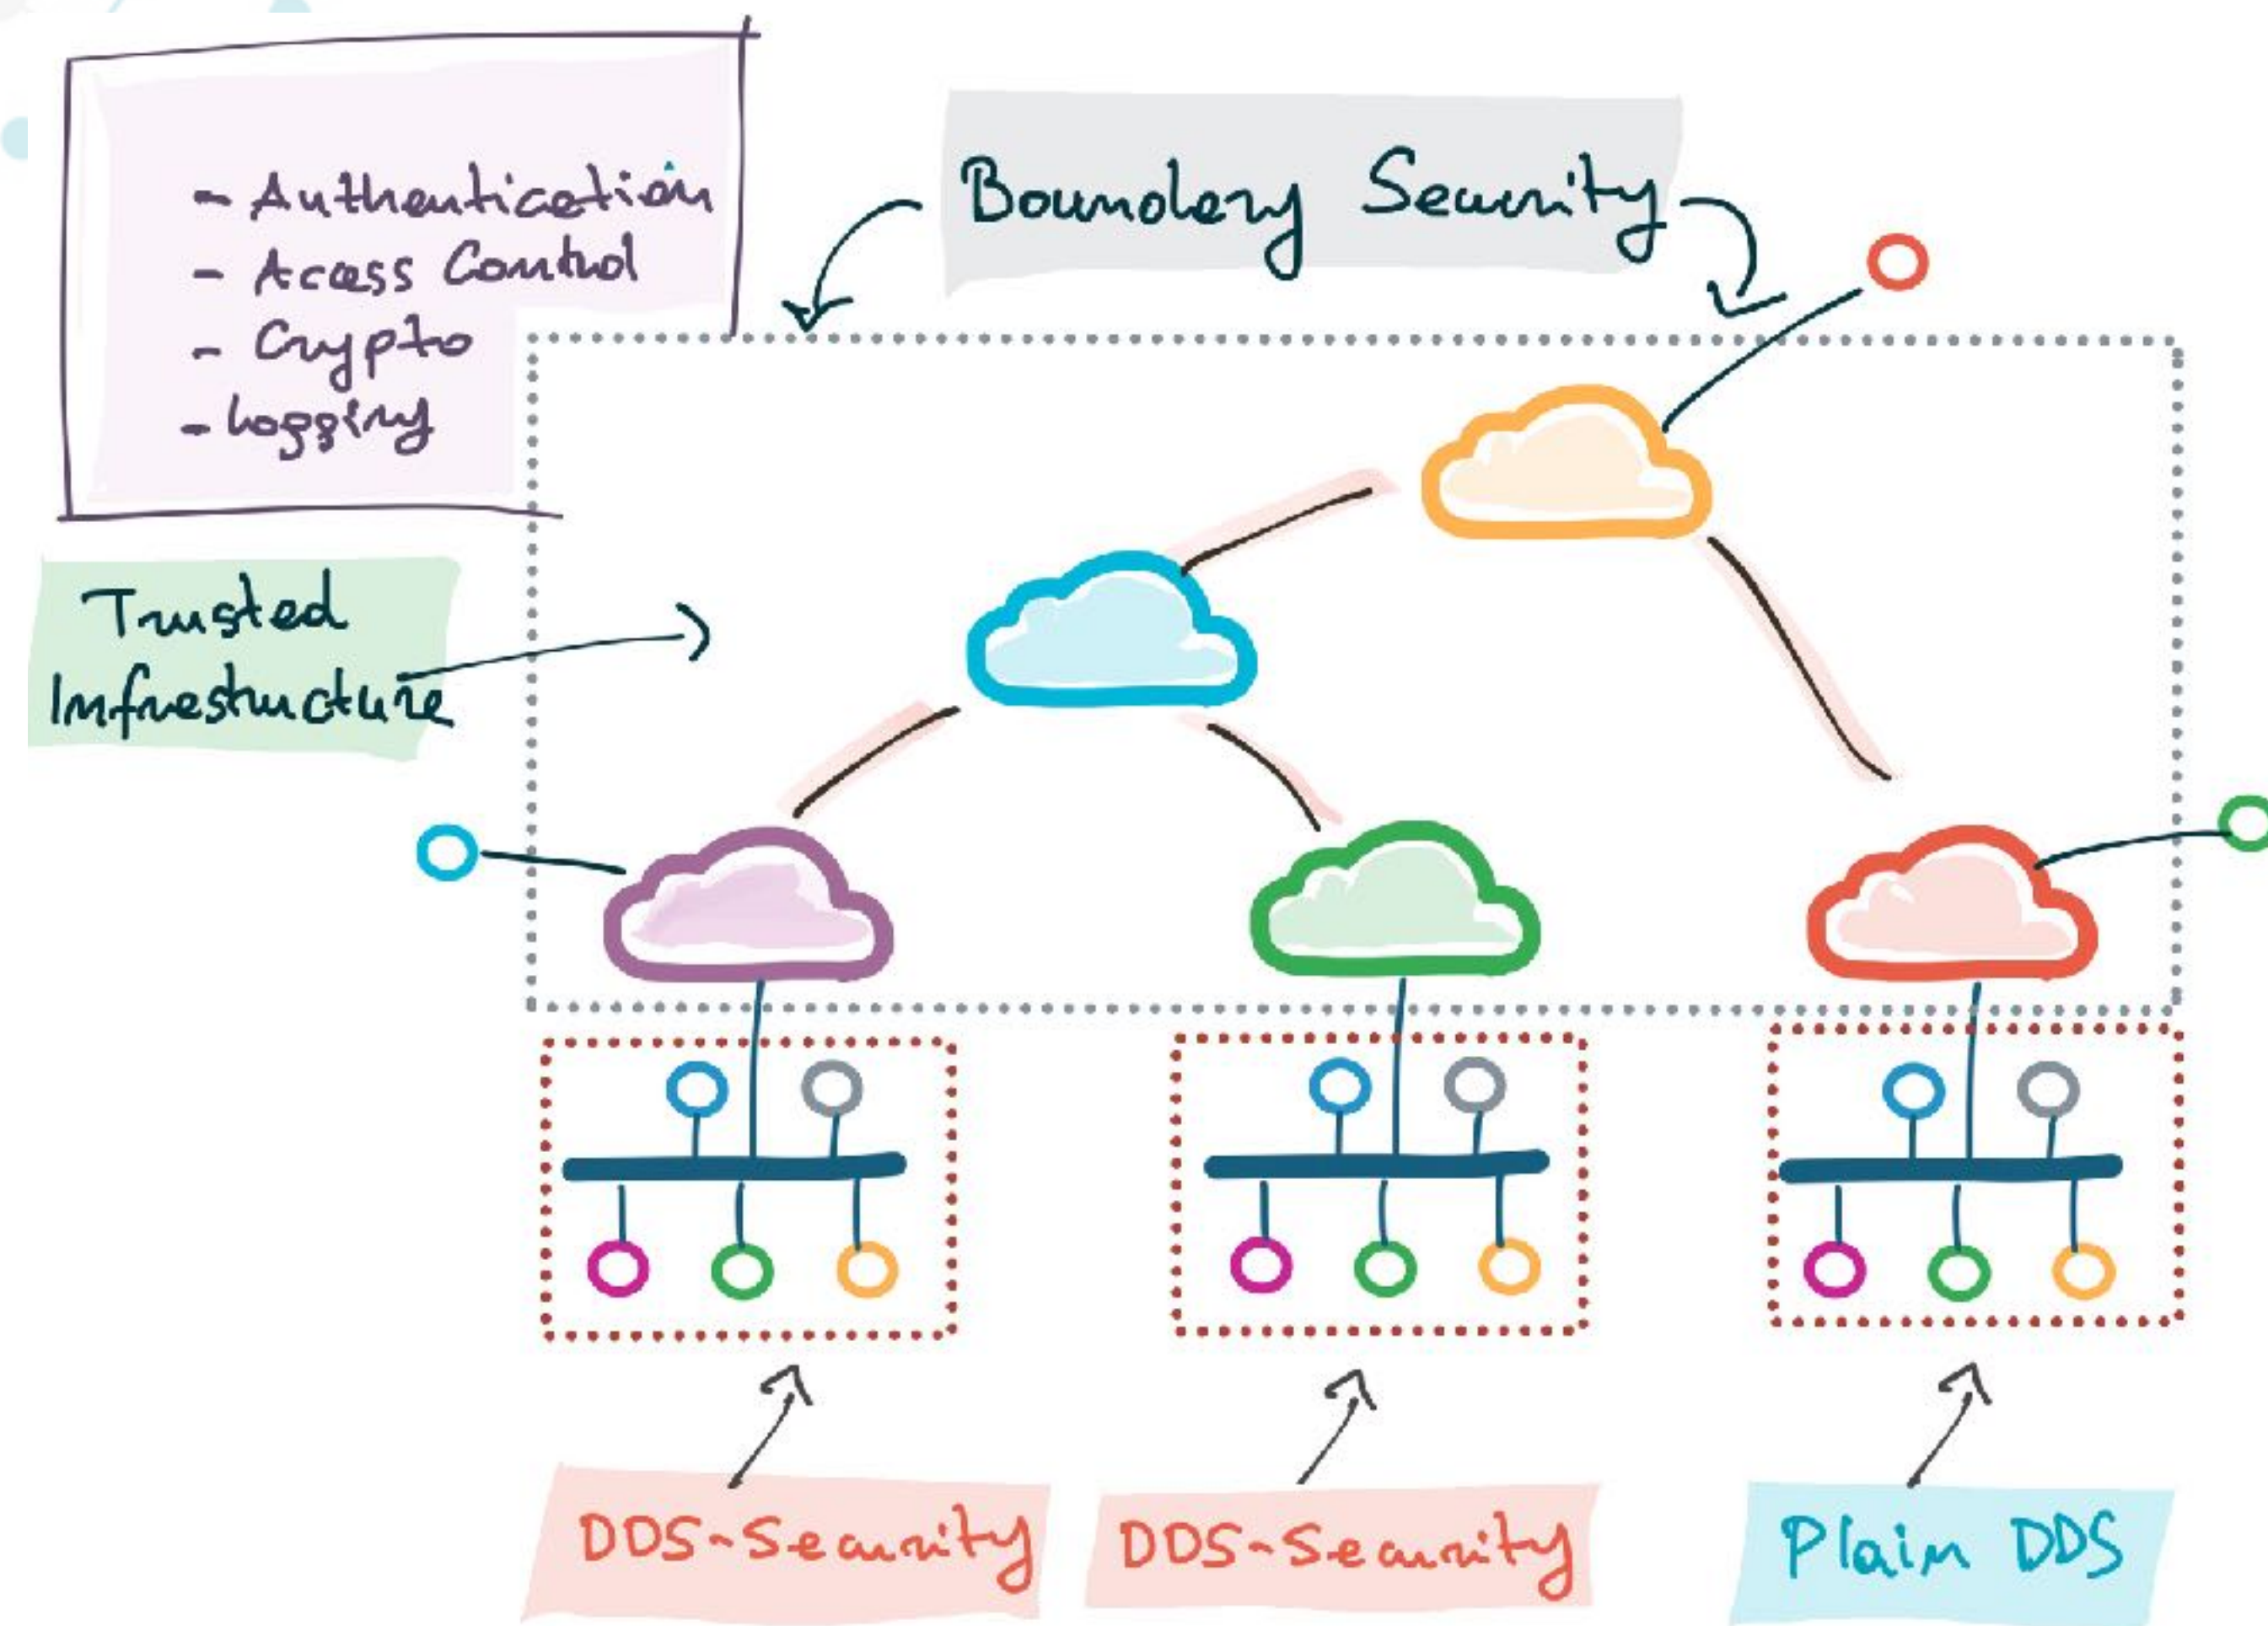 - Authentication
- Access Control
- Crypto
- Logging
Boundary Security
Trusted
Infrastructure
DDS-Security
DDS-Security
Plain DDS